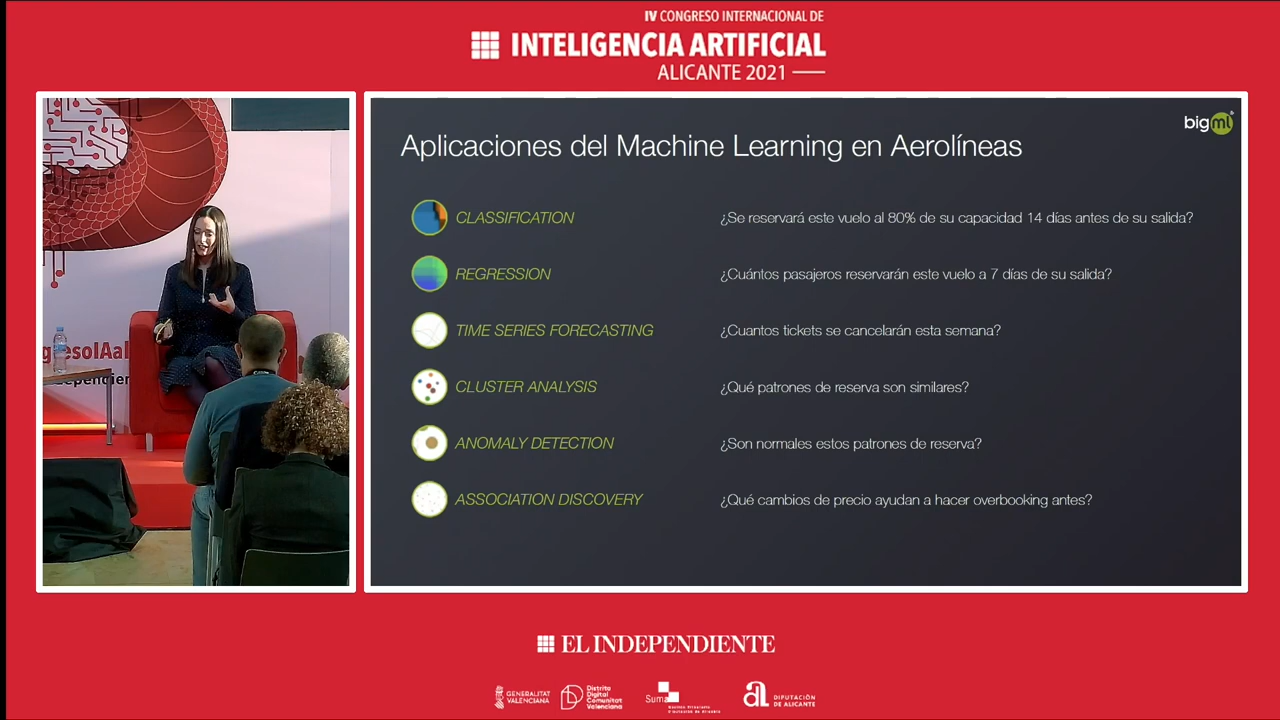 IV CONGRESO INTERNACIONAL DE
INTELIGENCIA ARTIFICIAL
ALICANTE 2021
gresoIAal
dependien
bigml
Aplicaciones del Machine Learning en Aerolíneas
CLASSIFICATION ¿Se reservará este vuelo al 80% de su capacidad 14 días antes de su salida?
REGRESSION ¿Cuántos pasajeros reservarán este vuelo a 7 días de su salida?
TIME SERIES FORECASTING ¿Cuantos tickets se cancelarán esta semana?
CLUSTER ANALYSIS ¿Qué patrones de reserva son similares?
ANOMALY DETECTION ¿Son normales estos patrones de reserva?
ASSOCIATION DISCOVERY ¿Qué cambios de precio ayudan a hacer overbooking antes?
EL INDEPENDIENTE
GENERALITAT
VALENCIANA
Distrito
Digital
Comunitat
Valenciana
Suma
DIPUTACIÓN
DE ALICANTE